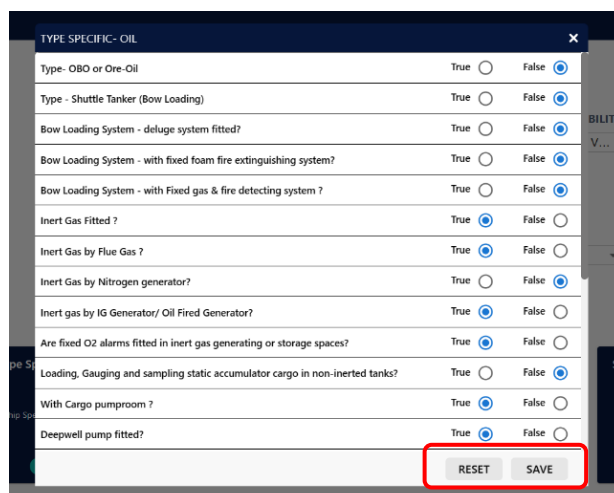 TYPE SPECIFIC- OIL ×
Type- OBO or Ore-Oil True False
Type - Shuttle Tanker (Bow Loading) True False
Bow Loading System - deluge system fitted? True False
Bow Loading System - with fixed foam fire extinguishing system? True False
Bow Loading System - with Fixed gas & fire detecting system ? True False
Inert Gas Fitted ? True False
Inert Gas by Flue Gas ? True False
Inert Gas by Nitrogen generator? True False
Inert gas by IG Generator/ Oil Fired Generator? True False
Are fixed O2 alarms fitted in inert gas generating or storage spaces? True False
Loading, Gauging and sampling static accumulator cargo in non-inerted tanks? True False
With Cargo pumproom ? True False
Deepwell pump fitted? True False
RESET SAVE
BILIT
V...
pe Sp
hip Spe